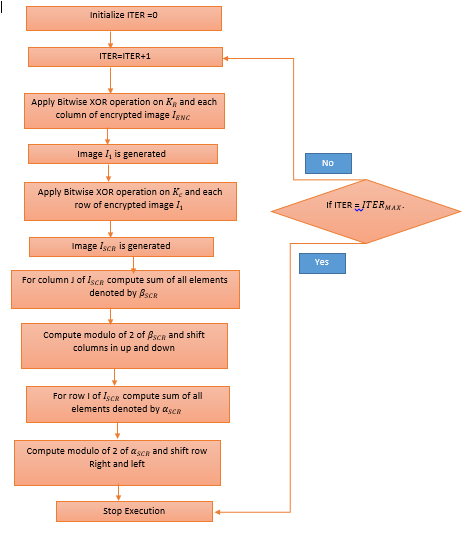 Initialize ITER =0
ITER=ITER+1
Apply Bitwise XOR operation on K_R and each
column of encrypted image I_ENC
Image I_1 is generated
Apply Bitwise XOR operation on K_c and each
row of encrypted image I_1
Image I_SCR is generated
For column J of I_SCR compute sum of all elements
denoted by β_SCR
Compute modulo of 2 of β_SCR and shift
columns in up and down
For row I of I_SCR compute sum of all
elements denoted by α_SCR
Compute modulo of 2 of α_SCR and shift row
Right and left
Stop Execution
No
If ITER = ITER_MAX.
Yes